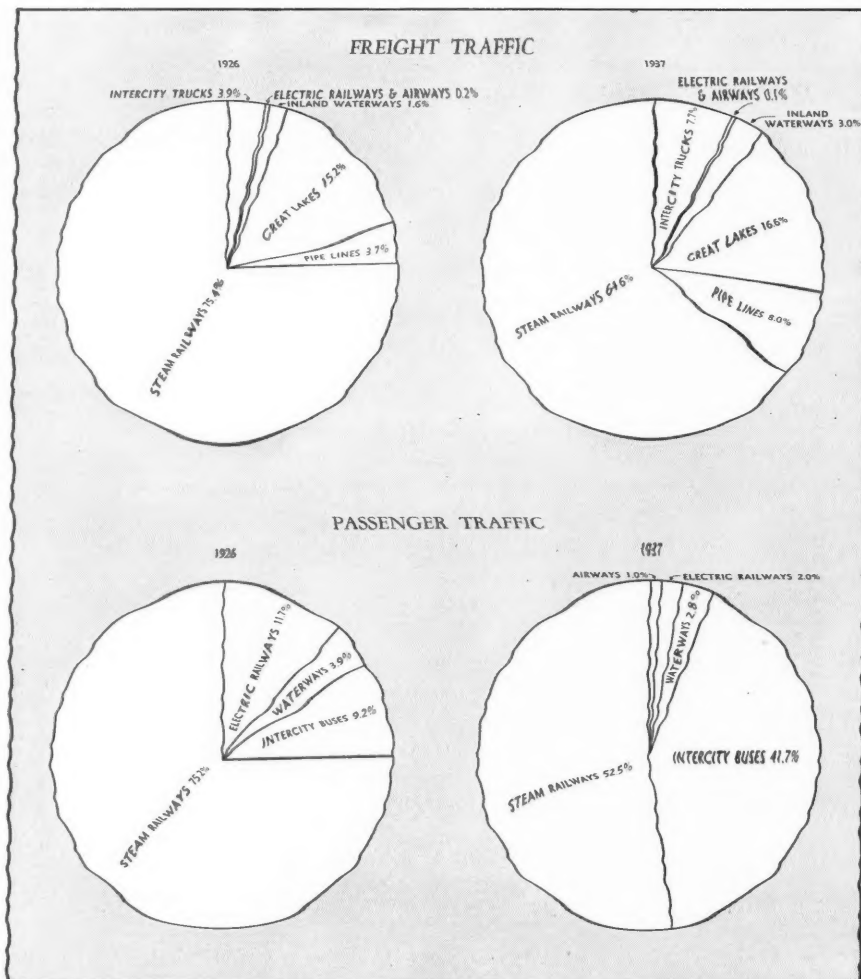 FREIGHT TRAFFIC
1926
INTERCITY TRUCKS 3.9%
ELECTRIC RAILWAYS & AIRWAYS 0.2%
INLAND WATERWAYS 1.6%
GREAT LAKES 15.2%
PIPE LINES 3.7%
STEAM RAILWAYS 75.4%
1937
ELECTRIC RAILWAYS
& AIRWAYS 0.1%
INLAND
WATERWAYS 3.0%
INTERCITY TRUCKS 7.7%
GREAT LAKES 16.6%
PIPE LINES 8.0%
STEAM RAILWAYS 64.6%
PASSENGER TRAFFIC
1926
ELECTRIC RAILWAYS 11.7%
WATERWAYS 3.9%
INTERCITY BUSES 9.2%
STEAM RAILWAYS 75.2%
1937
AIRWAYS 1.0%
ELECTRIC RAILWAYS 2.0%
WATERWAYS 2.8%
INTERCITY BUSES 41.7%
STEAM RAILWAYS 52.5%